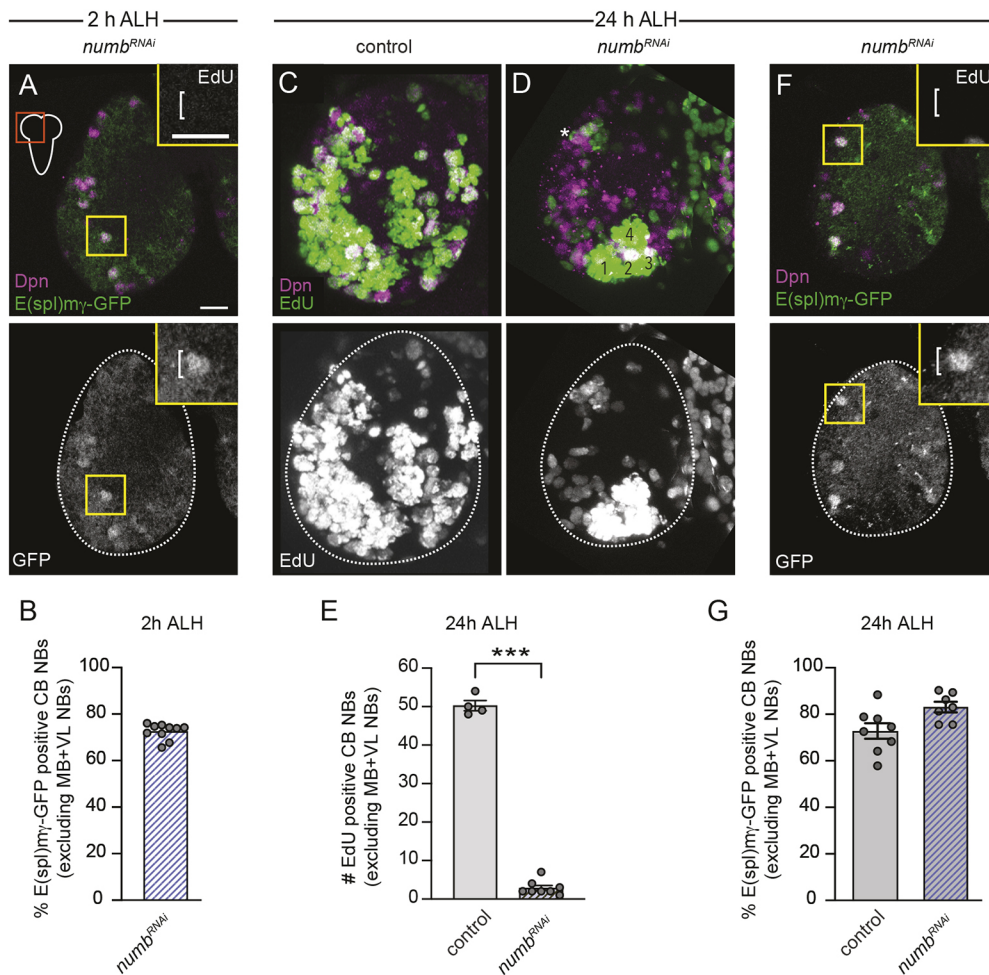 2 h ALH
24 h ALH
numbRNAi
control
numbRNAi
numbRNAi
A
EdU
Dpn
E(spl)mγ-GFP
C
Dpn
EdU
D
*
4
1
2
3
F
EdU
Dpn
E(spl)mγ-GFP
GFP
EdU
GFP
B
2h ALH
% E(spl)mγ-GFP positive CB NBs
(excluding MB+VL NBs)
100
80
60
40
20
0
numbRNAi
E
24h ALH
# EdU positive CB NBs
(excluding MB+VL NBs)
60
50
40
30
20
10
0
***
control
numbRNAi
G
24h ALH
% E(spl)mγ-GFP positive CB NBs
(excluding MB+VL NBs)
100
80
60
40
20
0
control
numbRNAi